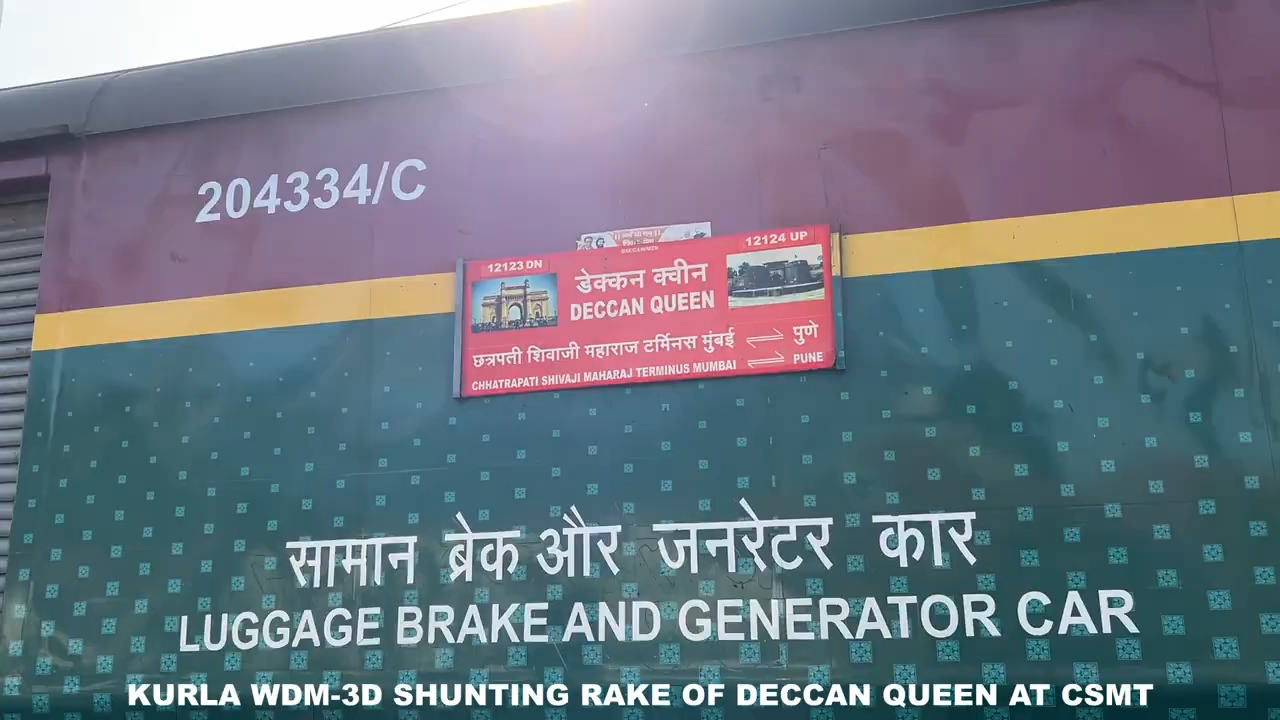 204334/C
12123 DN
12124 UP
डेक्कन क्वीन
DECCAN QUEEN
छत्रपती शिवाजी महाराज टर्मिनस मुंबई ⇌ पुणे
CHHATRAPATI SHIVAJI MAHARAJ TERMINUS MUMBAI ⇌ PUNE
सामान ब्रेक और जनरेटर कार
LUGGAGE BRAKE AND GENERATOR CAR
KURLA WDM-3D SHUNTING RAKE OF DECCAN QUEEN AT CSMT